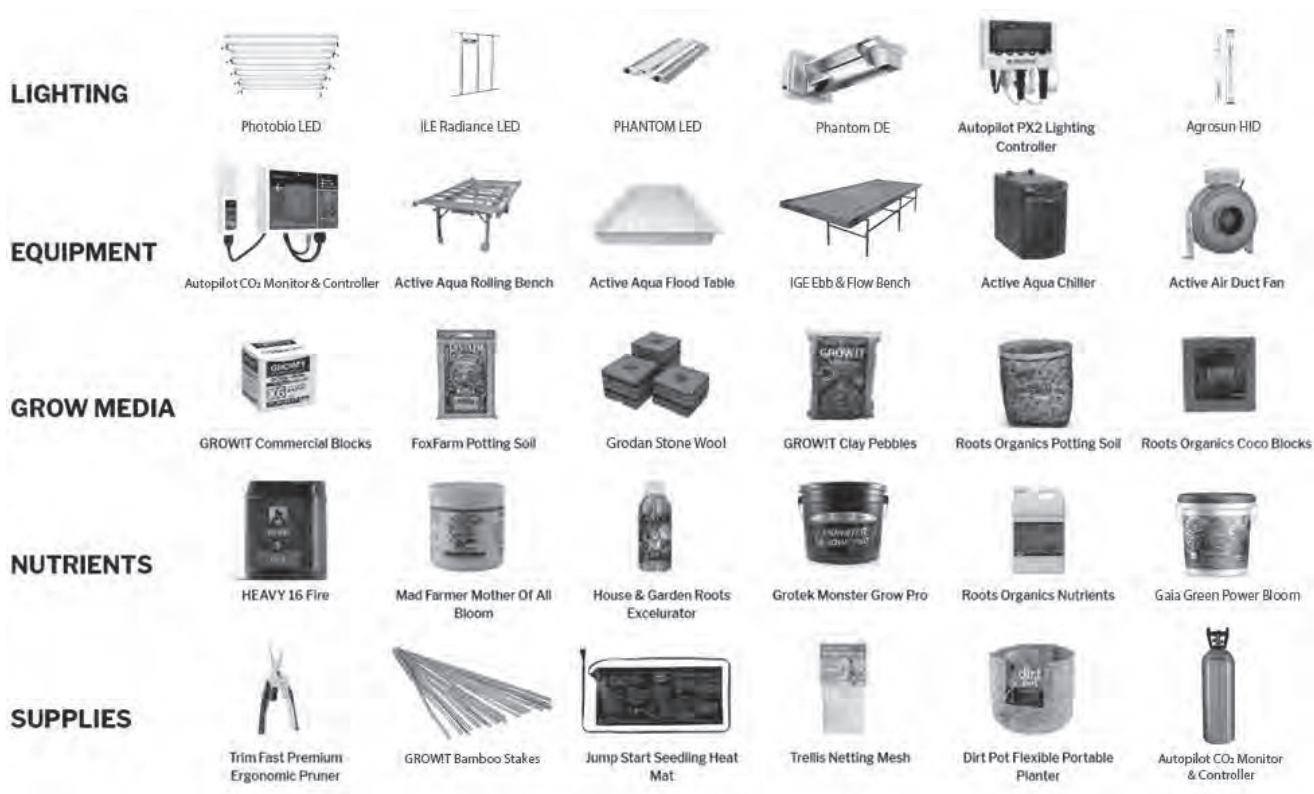 LIGHTING
Photobio LED
ILE Radiance LED
PHANTOM LED
Phantom DE
Autopilot PX2 Lighting
Controller
Agrosun HID
EQUIPMENT
Autopilot CO₂ Monitor & Controller
Active Aqua Rolling Bench
Active Aqua Flood Table
IGE Ebb & Flow Bench
Active Aqua Chiller
Active Air Duct Fan
GROW MEDIA
GROW!T
X6
GROW!T Commercial Blocks
FoxFarm Potting Soil
Grodan Stone Wool
GROW!T
GROW!T Clay Pebbles
Roots Organics Potting Soil
Roots Organics Coco Blocks
NUTRIENTS
HEAVY 16 Fire
Mad Farmer Mother Of All
Bloom
House & Garden Roots
Excelurator
Grotek Monster Grow Pro
Roots Organics Nutrients
Gaia Green Power Bloom
SUPPLIES
Trim Fast Premium
Ergonomic Pruner
GROW!T Bamboo Stakes
Jump Start Seedling Heat
Mat
Trellis Netting Mesh
dirt
Dirt Pot Flexible Portable
Planter
Autopilot CO₂ Monitor
& Controller